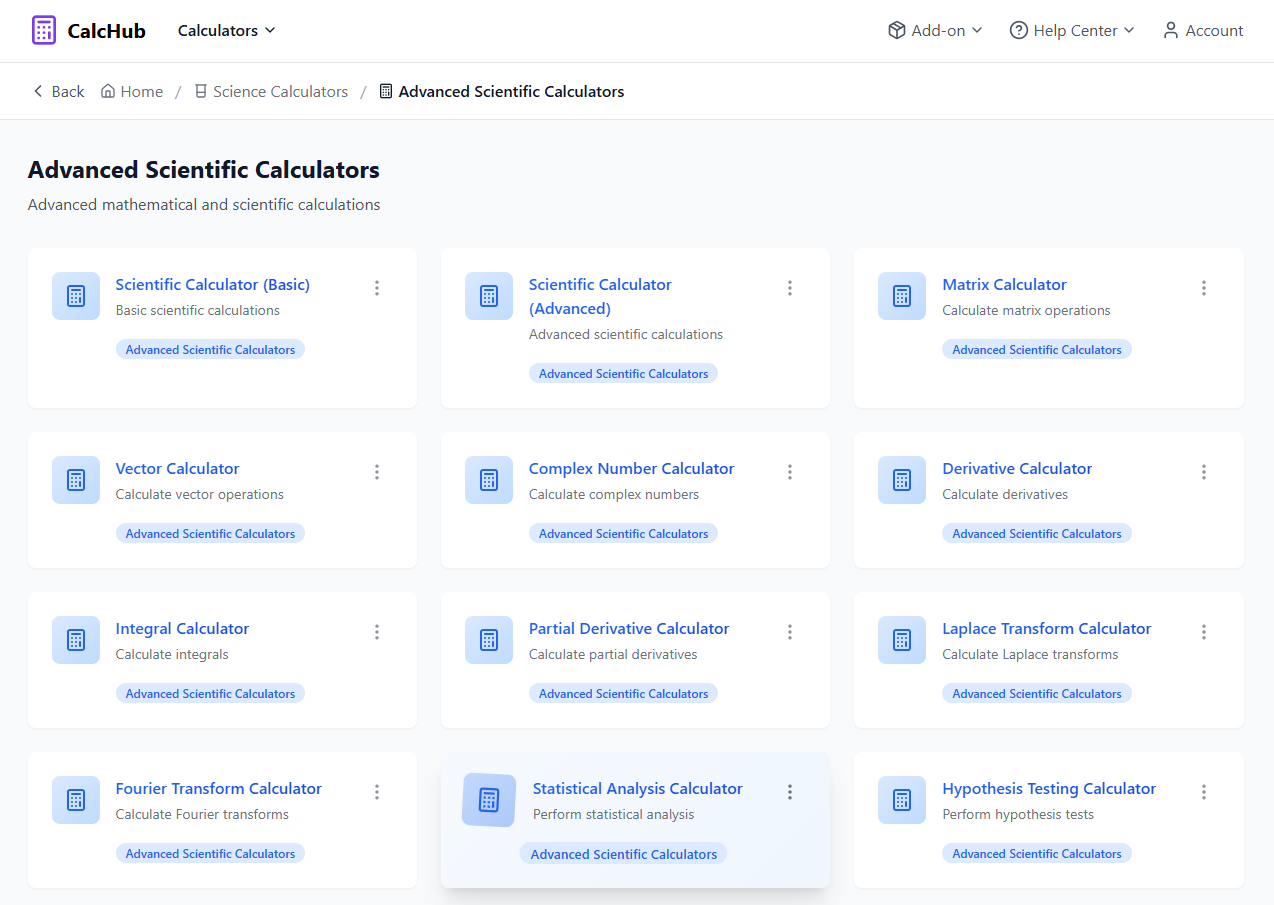 CalcHub
Calculators
Add-on
Help Center
Account
Back
Home
/
Science Calculators
/
Advanced Scientific Calculators
Advanced Scientific Calculators
Advanced mathematical and scientific calculations
Scientific Calculator (Basic)
Basic scientific calculations
Advanced Scientific Calculators
Scientific Calculator
(Advanced)
Advanced scientific calculations
Advanced Scientific Calculators
Matrix Calculator
Calculate matrix operations
Advanced Scientific Calculators
Vector Calculator
Calculate vector operations
Advanced Scientific Calculators
Complex Number Calculator
Calculate complex numbers
Advanced Scientific Calculators
Derivative Calculator
Calculate derivatives
Advanced Scientific Calculators
Integral Calculator
Calculate integrals
Advanced Scientific Calculators
Partial Derivative Calculator
Calculate partial derivatives
Advanced Scientific Calculators
Laplace Transform Calculator
Calculate Laplace transforms
Advanced Scientific Calculators
Fourier Transform Calculator
Calculate Fourier transforms
Advanced Scientific Calculators
Statistical Analysis Calculator
Perform statistical analysis
Advanced Scientific Calculators
Hypothesis Testing Calculator
Perform hypothesis tests
Advanced Scientific Calculators